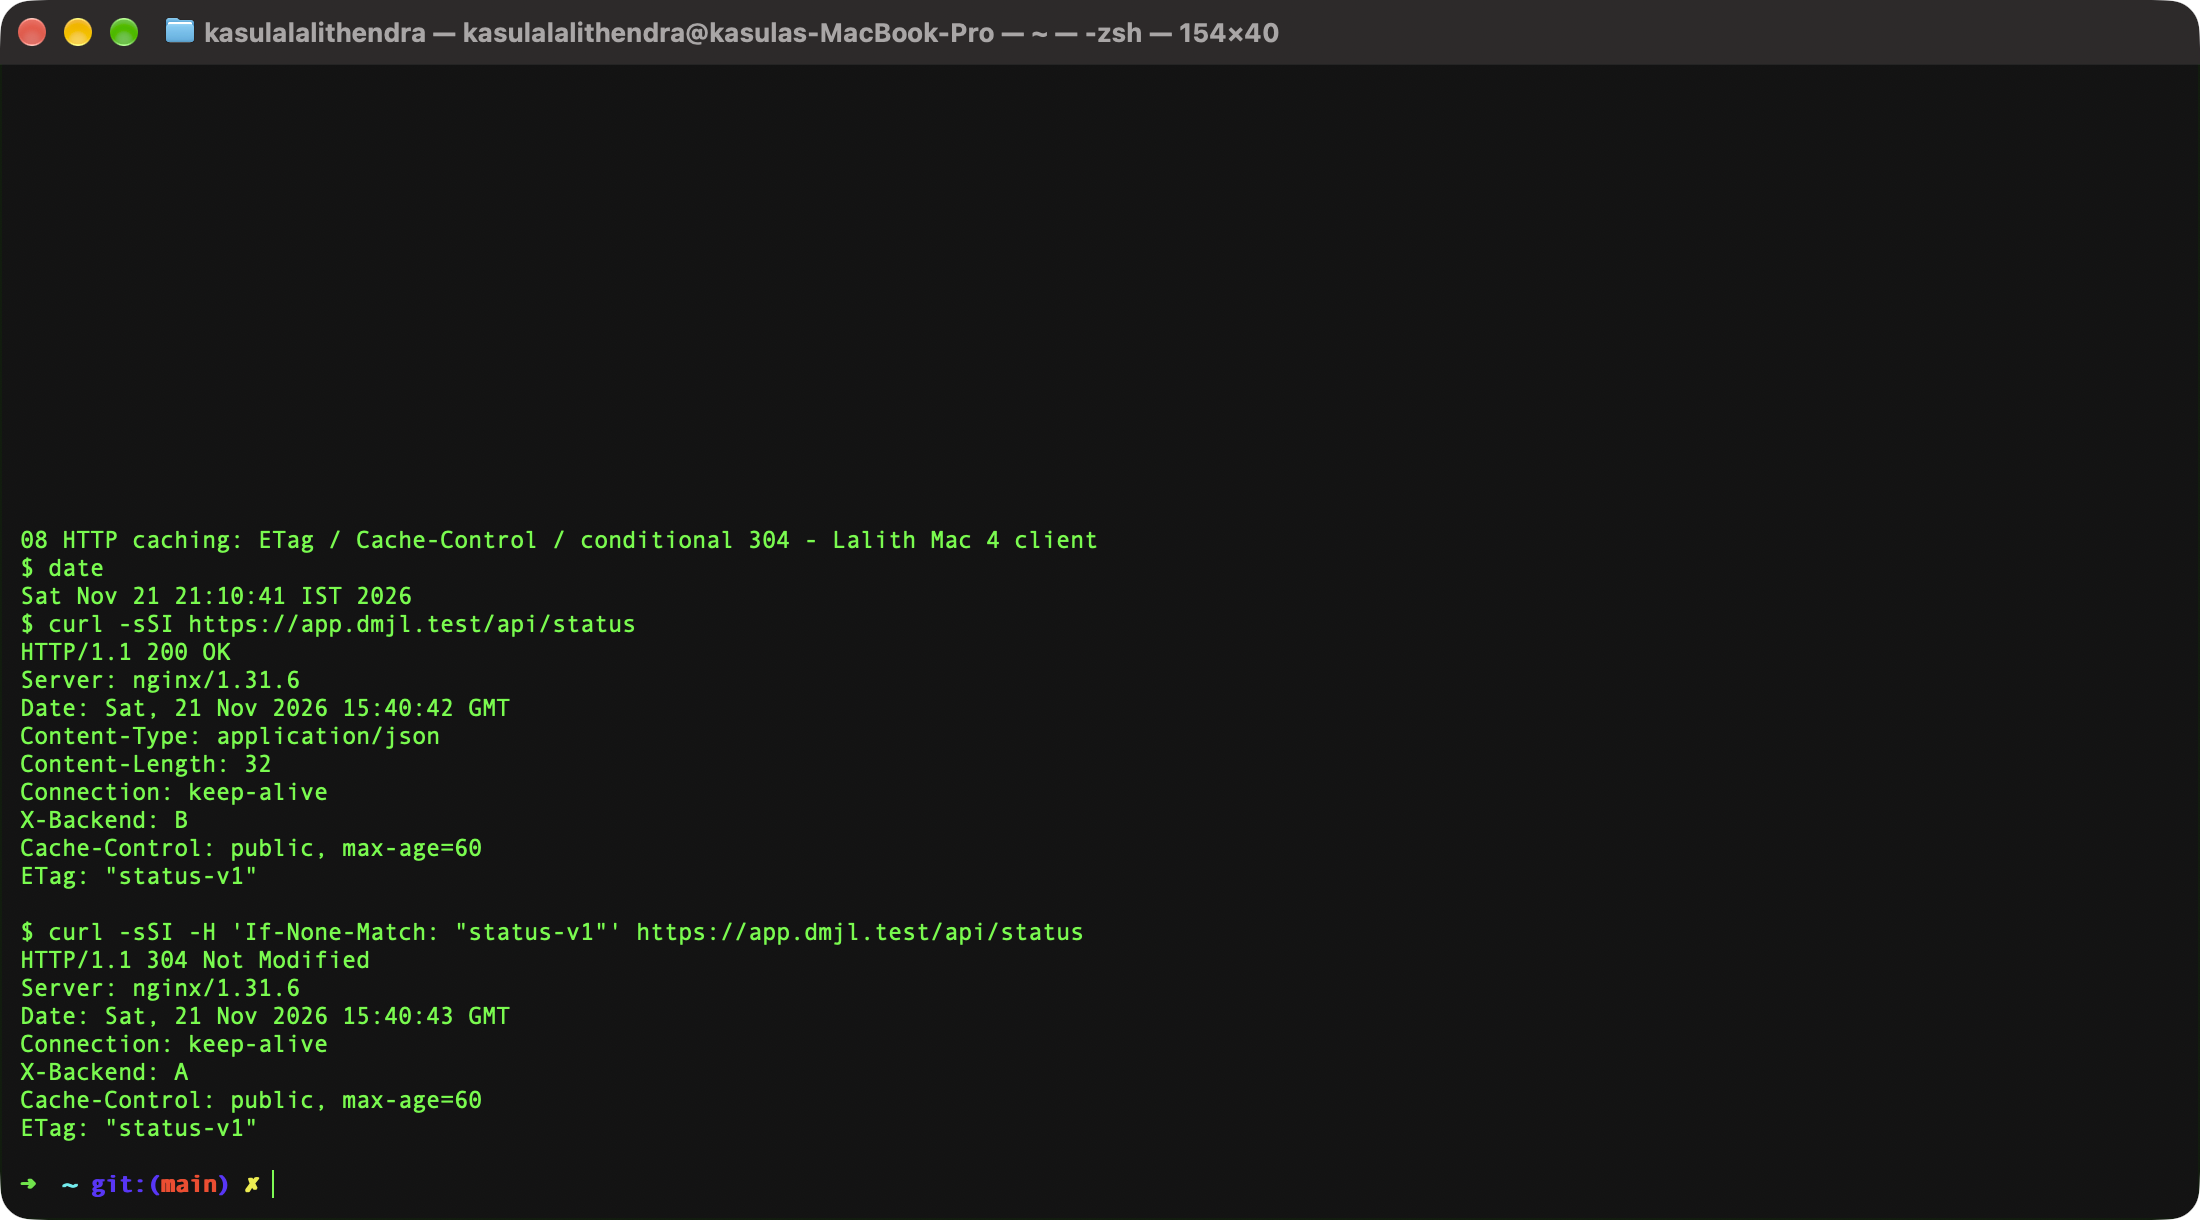 kasulalalithendra — kasulalalithendra@kasulas-MacBook-Pro — ~ — -zsh — 154×40
08 HTTP caching: ETag / Cache-Control / conditional 304 - Lalith Mac 4 client
$ date
Sat Nov 21 21:10:41 IST 2026
$ curl -sSI https://app.dmjl.test/api/status
HTTP/1.1 200 OK
Server: nginx/1.31.6
Date: Sat, 21 Nov 2026 15:40:42 GMT
Content-Type: application/json
Content-Length: 32
Connection: keep-alive
X-Backend: B
Cache-Control: public, max-age=60
ETag: "status-v1"
$ curl -sSI -H 'If-None-Match: "status-v1"' https://app.dmjl.test/api/status
HTTP/1.1 304 Not Modified
Server: nginx/1.31.6
Date: Sat, 21 Nov 2026 15:40:43 GMT
Connection: keep-alive
X-Backend: A
Cache-Control: public, max-age=60
ETag: "status-v1"
➜  ~ git:(main) ✗